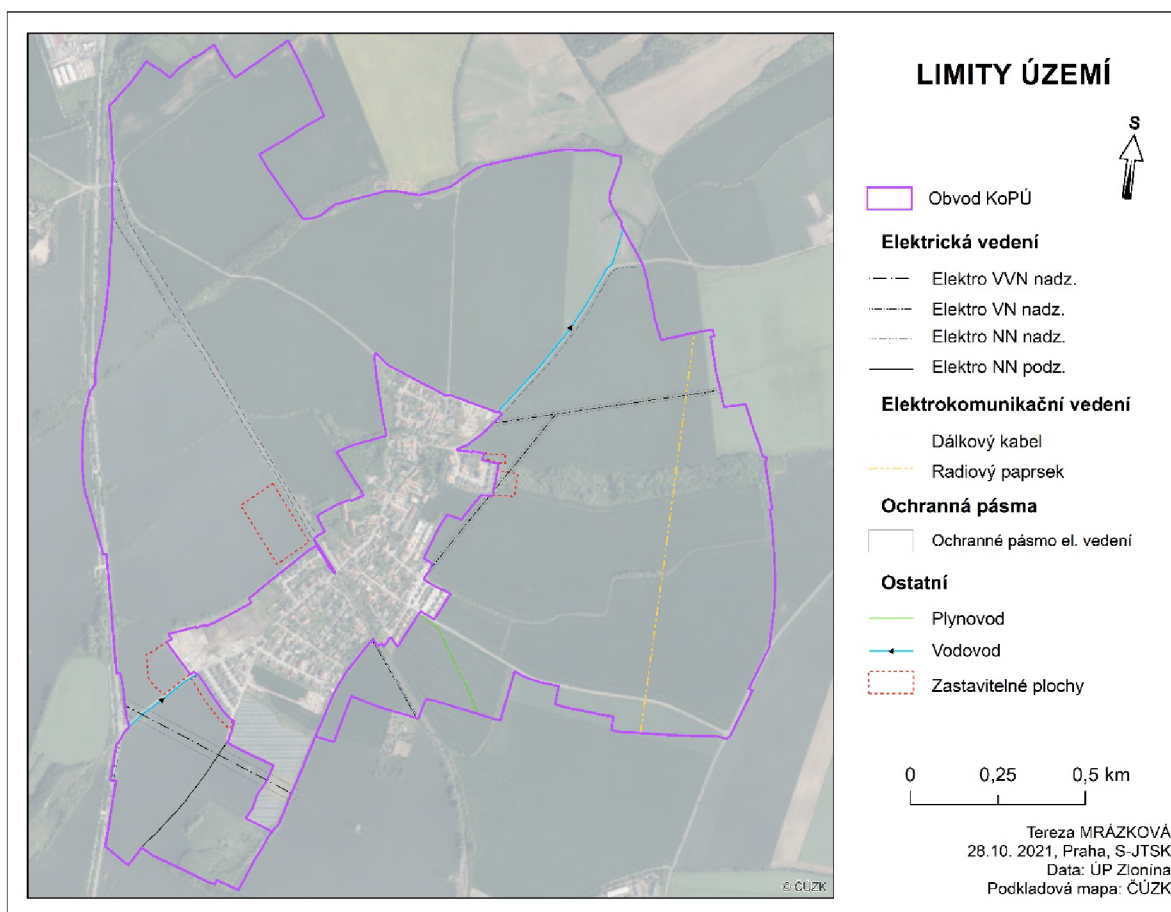 LIMITY ÚZEMÍ
S
Obvod KoPÚ
Elektrická vedení
Elektro VVN nadz.
Elektro VN nadz.
Elektro NN nadz.
Elektro NN podz.
Elektrokomunikační vedení
Dálkový kabel
Radiový paprsek
Ochranná pásma
Ochranné pásmo el. vedení
Ostatní
Plynovod
Vodovod
Zastavitelné plochy
0 0,25 0,5 km
Tereza MRÁZKOVÁ
28.10. 2021, Praha, S-JTSK
Data: ÚP Zlonína
Podkladová mapa: ČÚZK
© ČÚZK